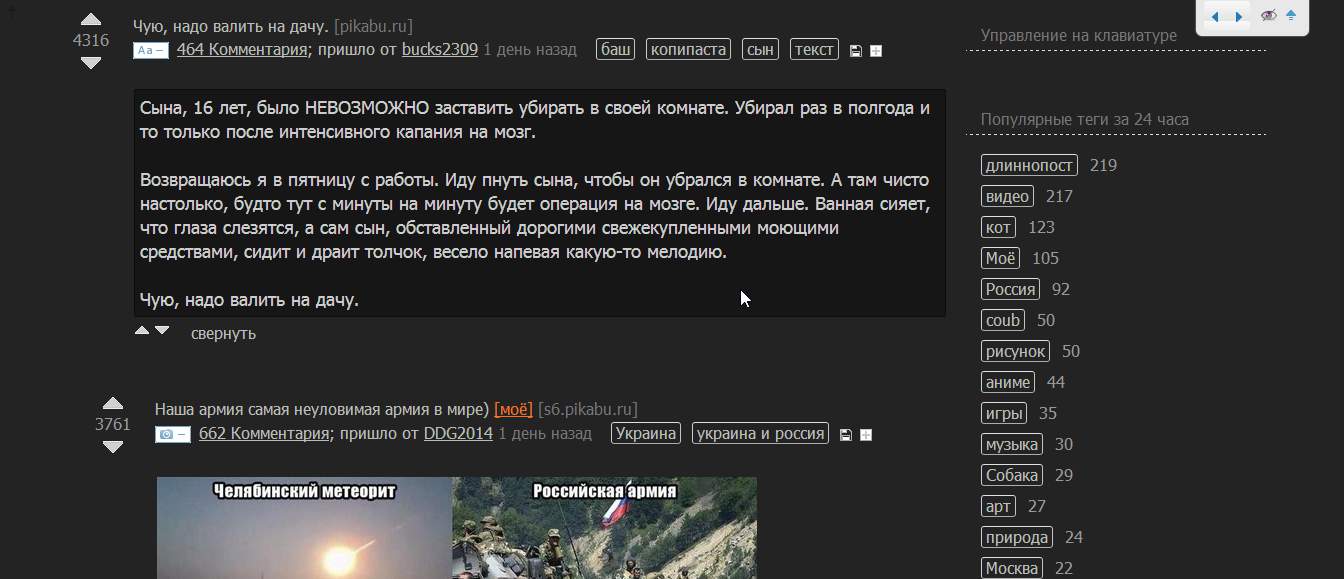 Чую, надо валить на дачу. [pikabu.ru]
4316
Aa − 464 Комментария; пришло от bucks2309 1 день назад баш копипаста сын текст
Сына, 16 лет, было НЕВОЗМОЖНО заставить убирать в своей комнате. Убирал раз в полгода и
то только после интенсивного капания на мозг.
Возвращаюсь я в пятницу с работы. Иду пнуть сына, чтобы он убрался в комнате. А там чисто
настолько, будто тут с минуты на минуту будет операция на мозге. Иду дальше. Ванная сияет,
что глаза слезятся, а сам сын, обставленный дорогими свежекупленными моющими
средствами, сидит и драит толчок, весело напевая какую-то мелодию.
Чую, надо валить на дачу.
свернуть
Наша армия самая неуловимая армия в мире) [моё] [s6.pikabu.ru]
3761
662 Комментария; пришло от DDG2014 1 день назад Украина украина и россия
Челябинский метеорит
Российская армия
Управление на клавиатуре
Популярные теги за 24 часа
длиннопост 219
видео 217
кот 123
Моё 105
Россия 92
coub 50
рисунок 50
аниме 44
игры 35
музыка 30
Собака 29
арт 27
природа 24
Москва 22